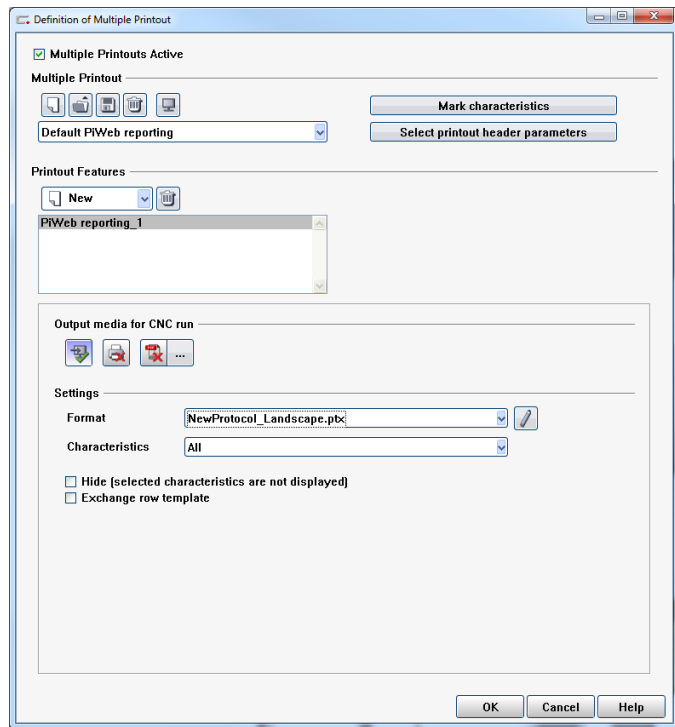 Definition of Multiple Printout
Multiple Printouts Active
Multiple Printout
Mark characteristics
Default PiWeb reporting
Select printout header parameters
Printout Features
New
PiWeb reporting_1
Output media for CNC run
...
Settings
Format
NewProtocol_Landscape.ptx
Characteristics
All
Hide (selected characteristics are not displayed)
Exchange row template
OK Cancel Help